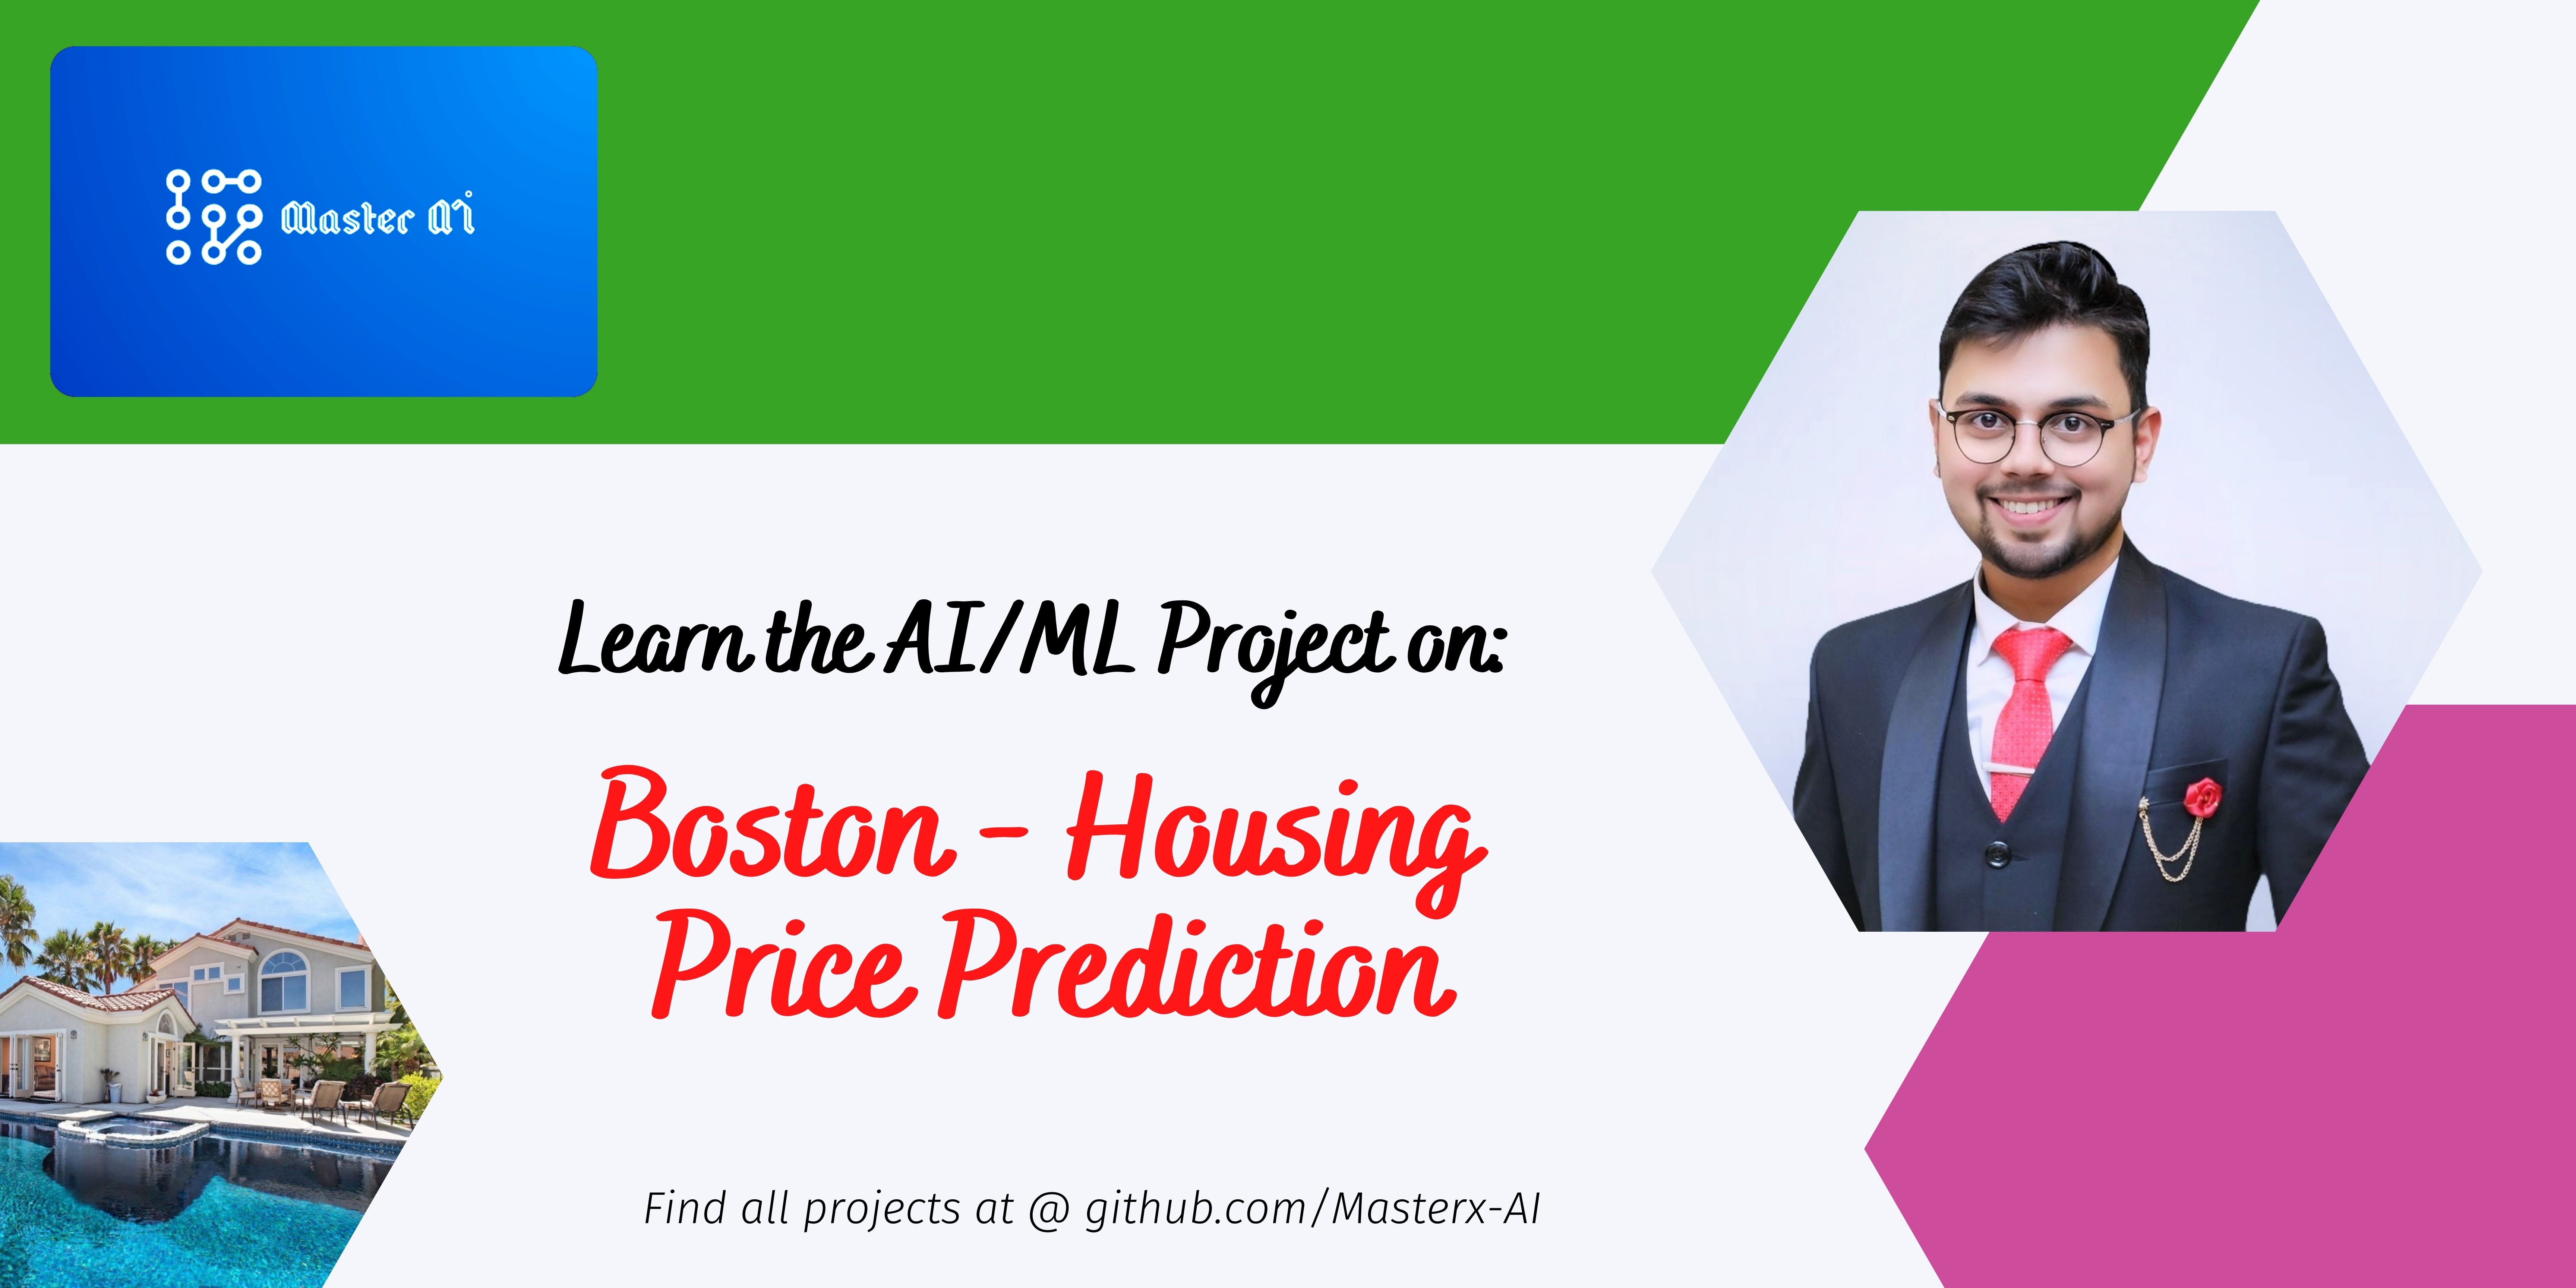 Master Ai
Learn the AI/ML Project on:
Boston - Housing
Price Prediction
Find all projects at @ github.com/Masterx-AI